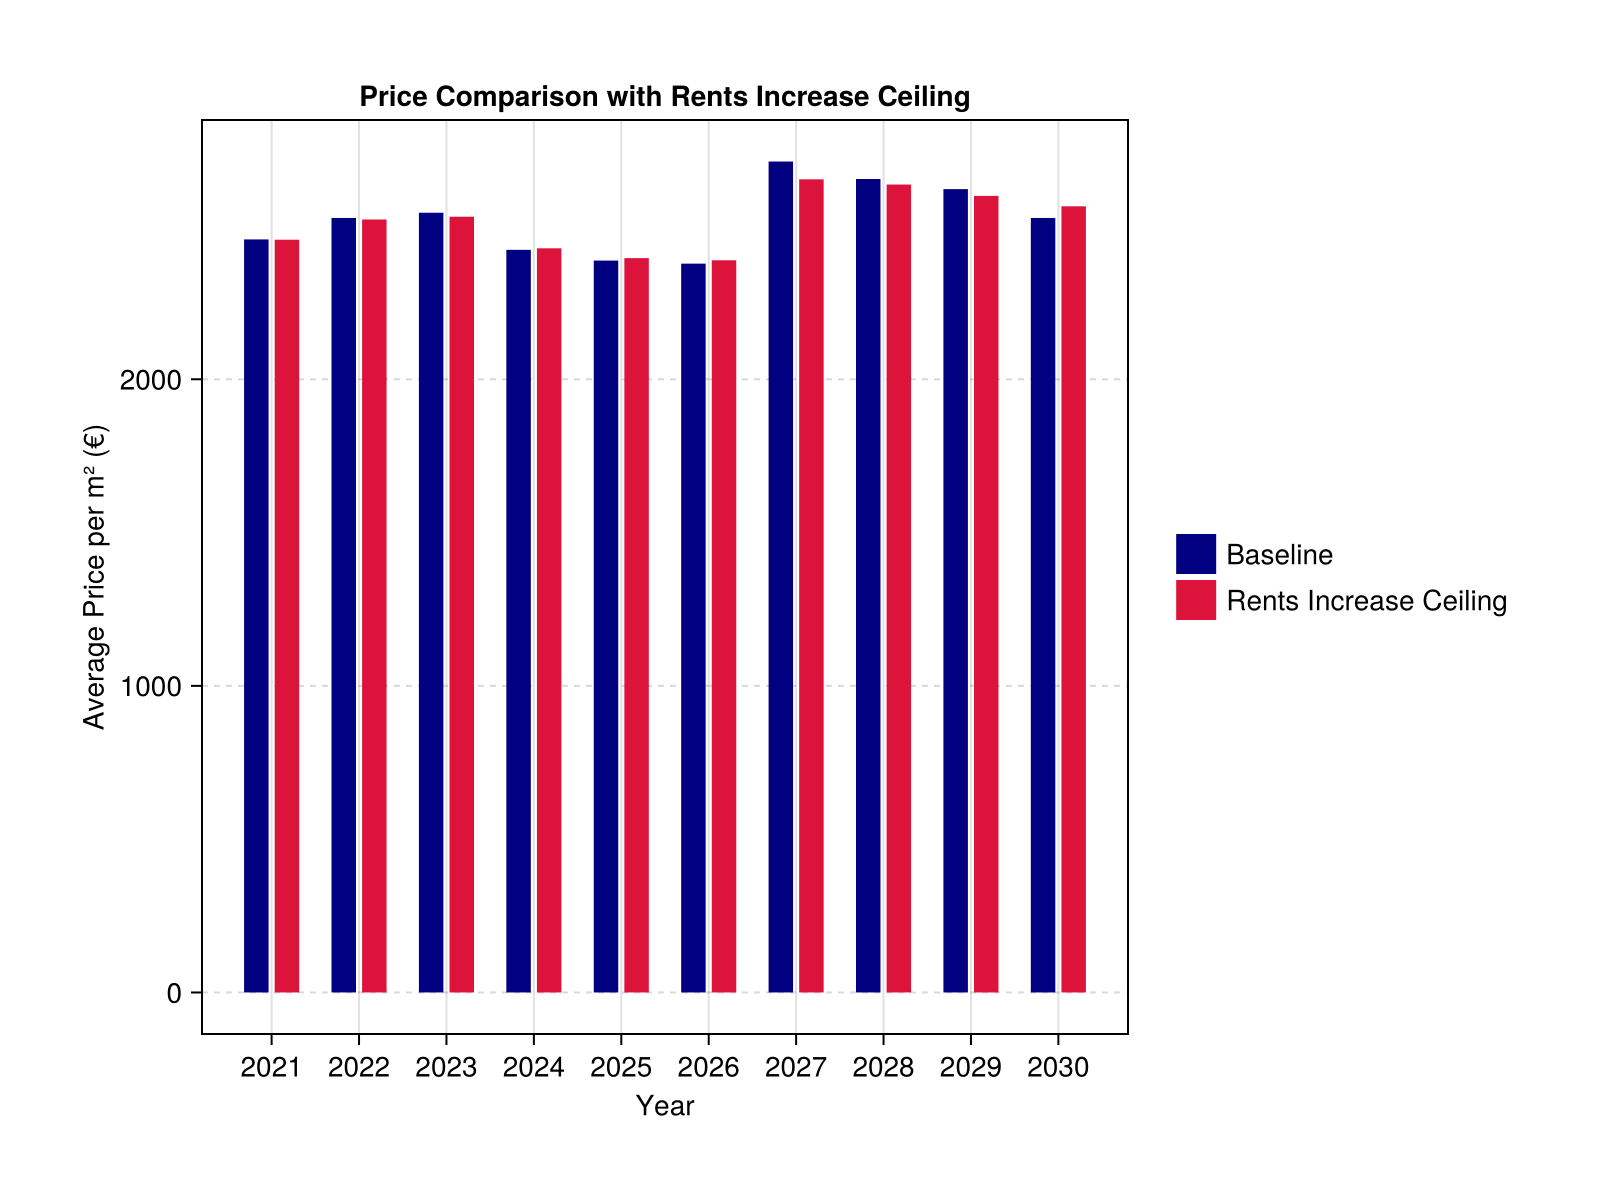 Price Comparison with Rents Increase Ceiling
Average Price per m² (€)
2000
1000
0
2021 2022 2023 2024 2025 2026 2027 2028 2029 2030
Year
Baseline
Rents Increase Ceiling